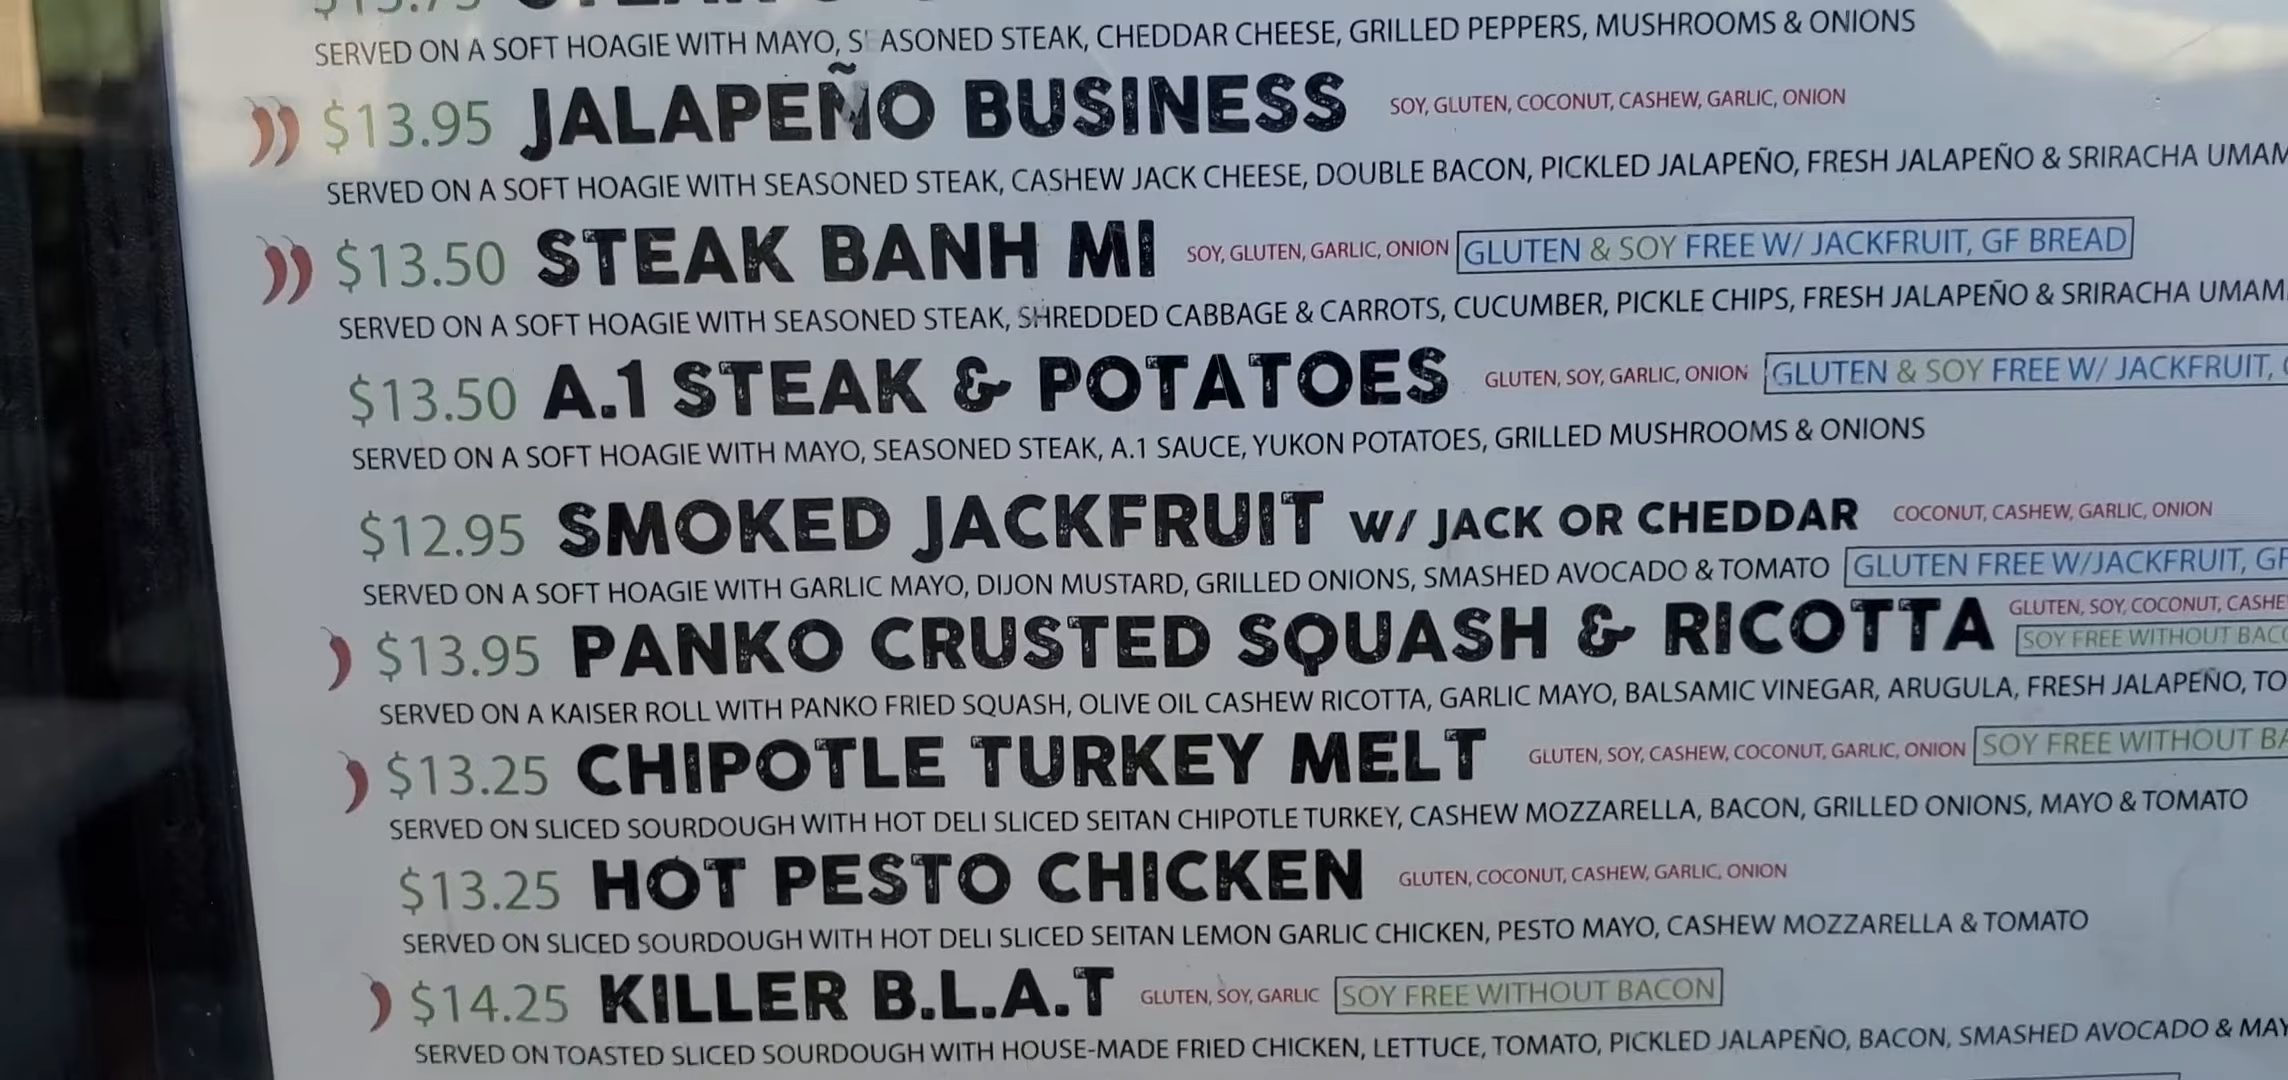 SERVED ON A SOFT HOAGIE WITH MAYO, S ASONED STEAK, CHEDDAR CHEESE, GRILLED PEPPERS, MUSHROOMS & ONIONS
$13.95 JALAPEÑO BUSINESS SOY, GLUTEN, COCONUT, CASHEW, GARLIC, ONION
SERVED ON A SOFT HOAGIE WITH SEASONED STEAK, CASHEW JACK CHEESE, DOUBLE BACON, PICKLED JALAPEÑO, FRESH JALAPEÑO & SRIRACHA UMAM
$13.50 STEAK BANH MI SOY, GLUTEN, GARLIC, ONION GLUTEN & SOY FREE W/ JACKFRUIT, GF BREAD
SERVED ON A SOFT HOAGIE WITH SEASONED STEAK, SHREDDED CABBAGE & CARROTS, CUCUMBER, PICKLE CHIPS, FRESH JALAPEÑO & SRIRACHA UMAM
$13.50 A.1 STEAK & POTATOES GLUTEN, SOY, GARLIC, ONION GLUTEN & SOY FREE W/ JACKFRUIT,
SERVED ON A SOFT HOAGIE WITH MAYO, SEASONED STEAK, A.1 SAUCE, YUKON POTATOES, GRILLED MUSHROOMS & ONIONS
$12.95 SMOKED JACKFRUIT W/ JACK OR CHEDDAR COCONUT, CASHEW, GARLIC, ONION
SERVED ON A SOFT HOAGIE WITH GARLIC MAYO, DIJON MUSTARD, GRILLED ONIONS, SMASHED AVOCADO & TOMATO GLUTEN FREE W/JACKFRUIT, GF
$13.95 PANKO CRUSTED SQUASH & RICOTTA GLUTEN, SOY, COCONUT, CASHE
SOY FREE WITHOUT BAC
SERVED ON A KAISER ROLL WITH PANKO FRIED SQUASH, OLIVE OIL CASHEW RICOTTA, GARLIC MAYO, BALSAMIC VINEGAR, ARUGULA, FRESH JALAPEÑO, TO
$13.25 CHIPOTLE TURKEY MELT GLUTEN, SOY, CASHEW, COCONUT, GARLIC, ONION SOY FREE WITHOUT BA
SERVED ON SLICED SOURDOUGH WITH HOT DELI SLICED SEITAN CHIPOTLE TURKEY, CASHEW MOZZARELLA, BACON, GRILLED ONIONS, MAYO & TOMATO
$13.25 HOT PESTO CHICKEN GLUTEN, COCONUT, CASHEW, GARLIC, ONION
SERVED ON SLICED SOURDOUGH WITH HOT DELI SLICED SEITAN LEMON GARLIC CHICKEN, PESTO MAYO, CASHEW MOZZARELLA & TOMATO
$14.25 KILLER B.L.A.T GLUTEN, SOY, GARLIC SOY FREE WITHOUT BACON
SERVED ON TOASTED SLICED SOURDOUGH WITH HOUSE-MADE FRIED CHICKEN, LETTUCE, TOMATO, PICKLED JALAPEÑO, BACON, SMASHED AVOCADO & MAY